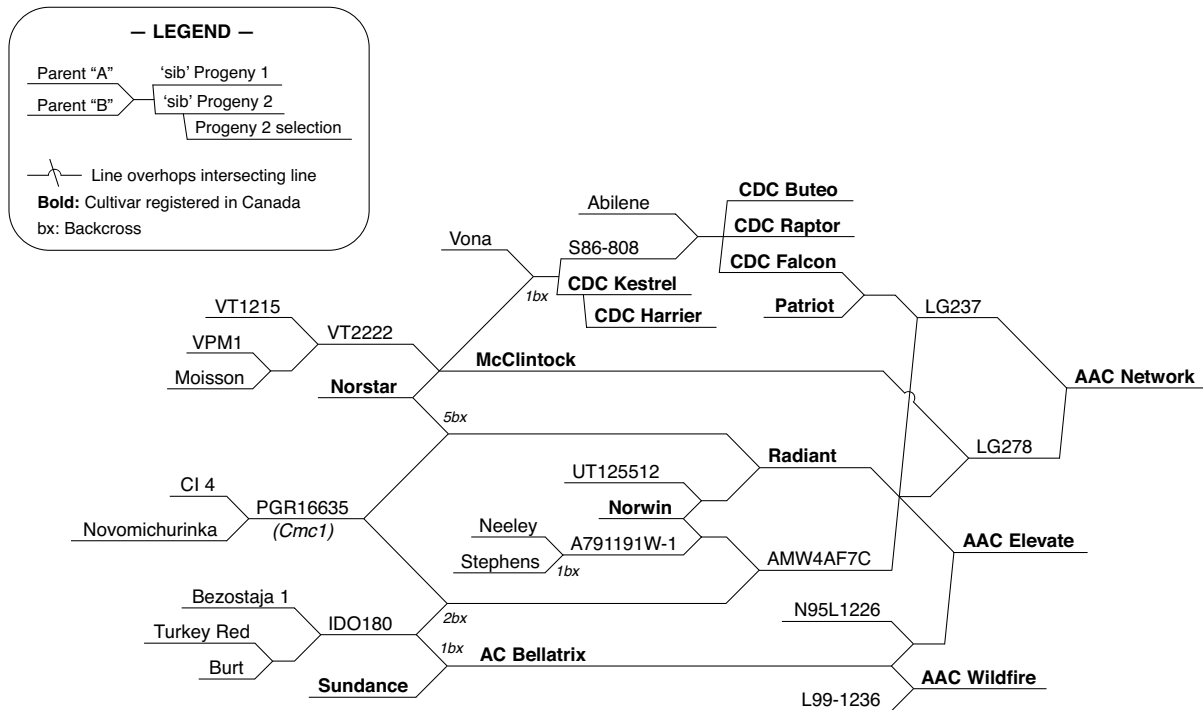 — LEGEND —
Parent “A”
‘sib’ Progeny 1
Parent “B”
‘sib’ Progeny 2
Progeny 2 selection
Line overhops intersecting line
Bold: Cultivar registered in Canada
bx: Backcross
CDC Buteo
Abilene
CDC Raptor
Vona
S86-808
CDC Falcon
1bx
CDC Kestrel
Patriot
LG237
CDC Harrier
VT1215
VT2222
VPM1
Moisson
McClintock
Norstar
AAC Network
5bx
LG278
Radiant
UT125512
CI 4
PGR16635
(Cmc1)
Novomichurinka
Norwin
Neeley
A791191W-1
Stephens
1bx
AMW4AF7C
AAC Elevate
Bezostaja 1
2bx
N95L1226
IDO180
Turkey Red
Burt
1bx
AC Bellatrix
Sundance
AAC Wildfire
L99-1236